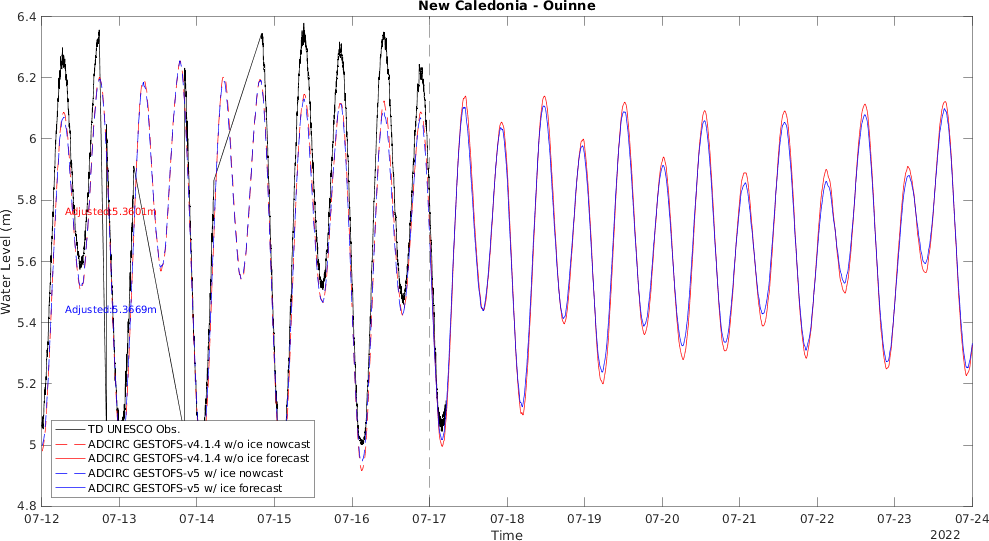 New Caledonia - Ouinne
6.4
6.2
6
5.8
5.6
5.4
5.2
5
4.8
Water Level (m)
Adjusted:5.3601m
Adjusted:5.3669m
TD UNESCO Obs.
ADCIRC GESTOFS-v4.1.4 w/o ice nowcast
ADCIRC GESTOFS-v4.1.4 w/o ice forecast
ADCIRC GESTOFS-v5 w/ ice nowcast
ADCIRC GESTOFS-v5 w/ ice forecast
07-12 07-13 07-14 07-15 07-16 07-17 07-18 07-19 07-20 07-21 07-22 07-23 07-24
Time
2022